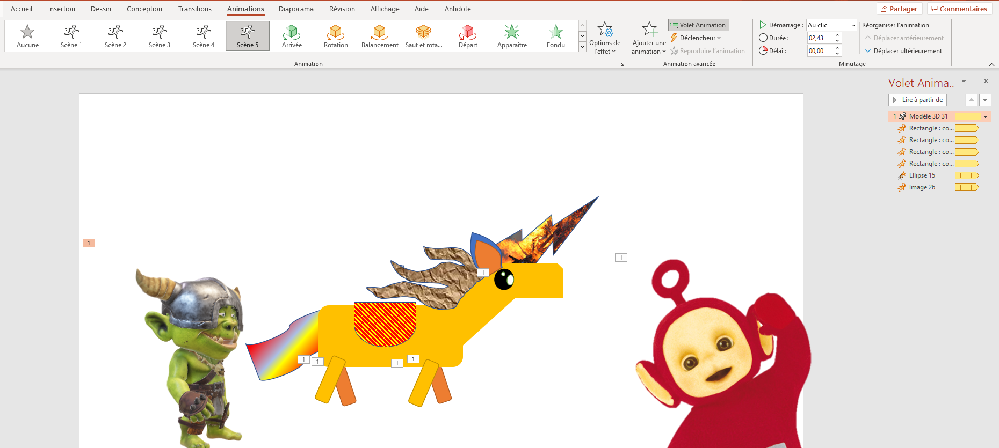 Accueil Insertion Dessin Conception Transitions Animations Diaporama Révision Affichage Aide Antidote Partager Commentaires
Aucune Scène 1 Scène 2 Scène 3 Scène 4 Scène 5 Arrivée Rotation Balancement Saut et rota... Départ Apparaître Fondu
Options de l'effet
Ajouter une animation
Volet Animation
Déclencheur
Reproduire l'animation
Démarrage : Au clic
Durée : 02,43
Délai : 00,00
Réorganiser l'animation
Déplacer antérieurement
Déplacer ultérieurement
Animation Animation avancée Minutage
Volet Anima...
Lire à partir de
1 Modèle 3D 31
Rectangle : co...
Rectangle : co...
Rectangle : co...
Rectangle : co...
Ellipse 15
Image 26
1
1
1
1
1
1
1